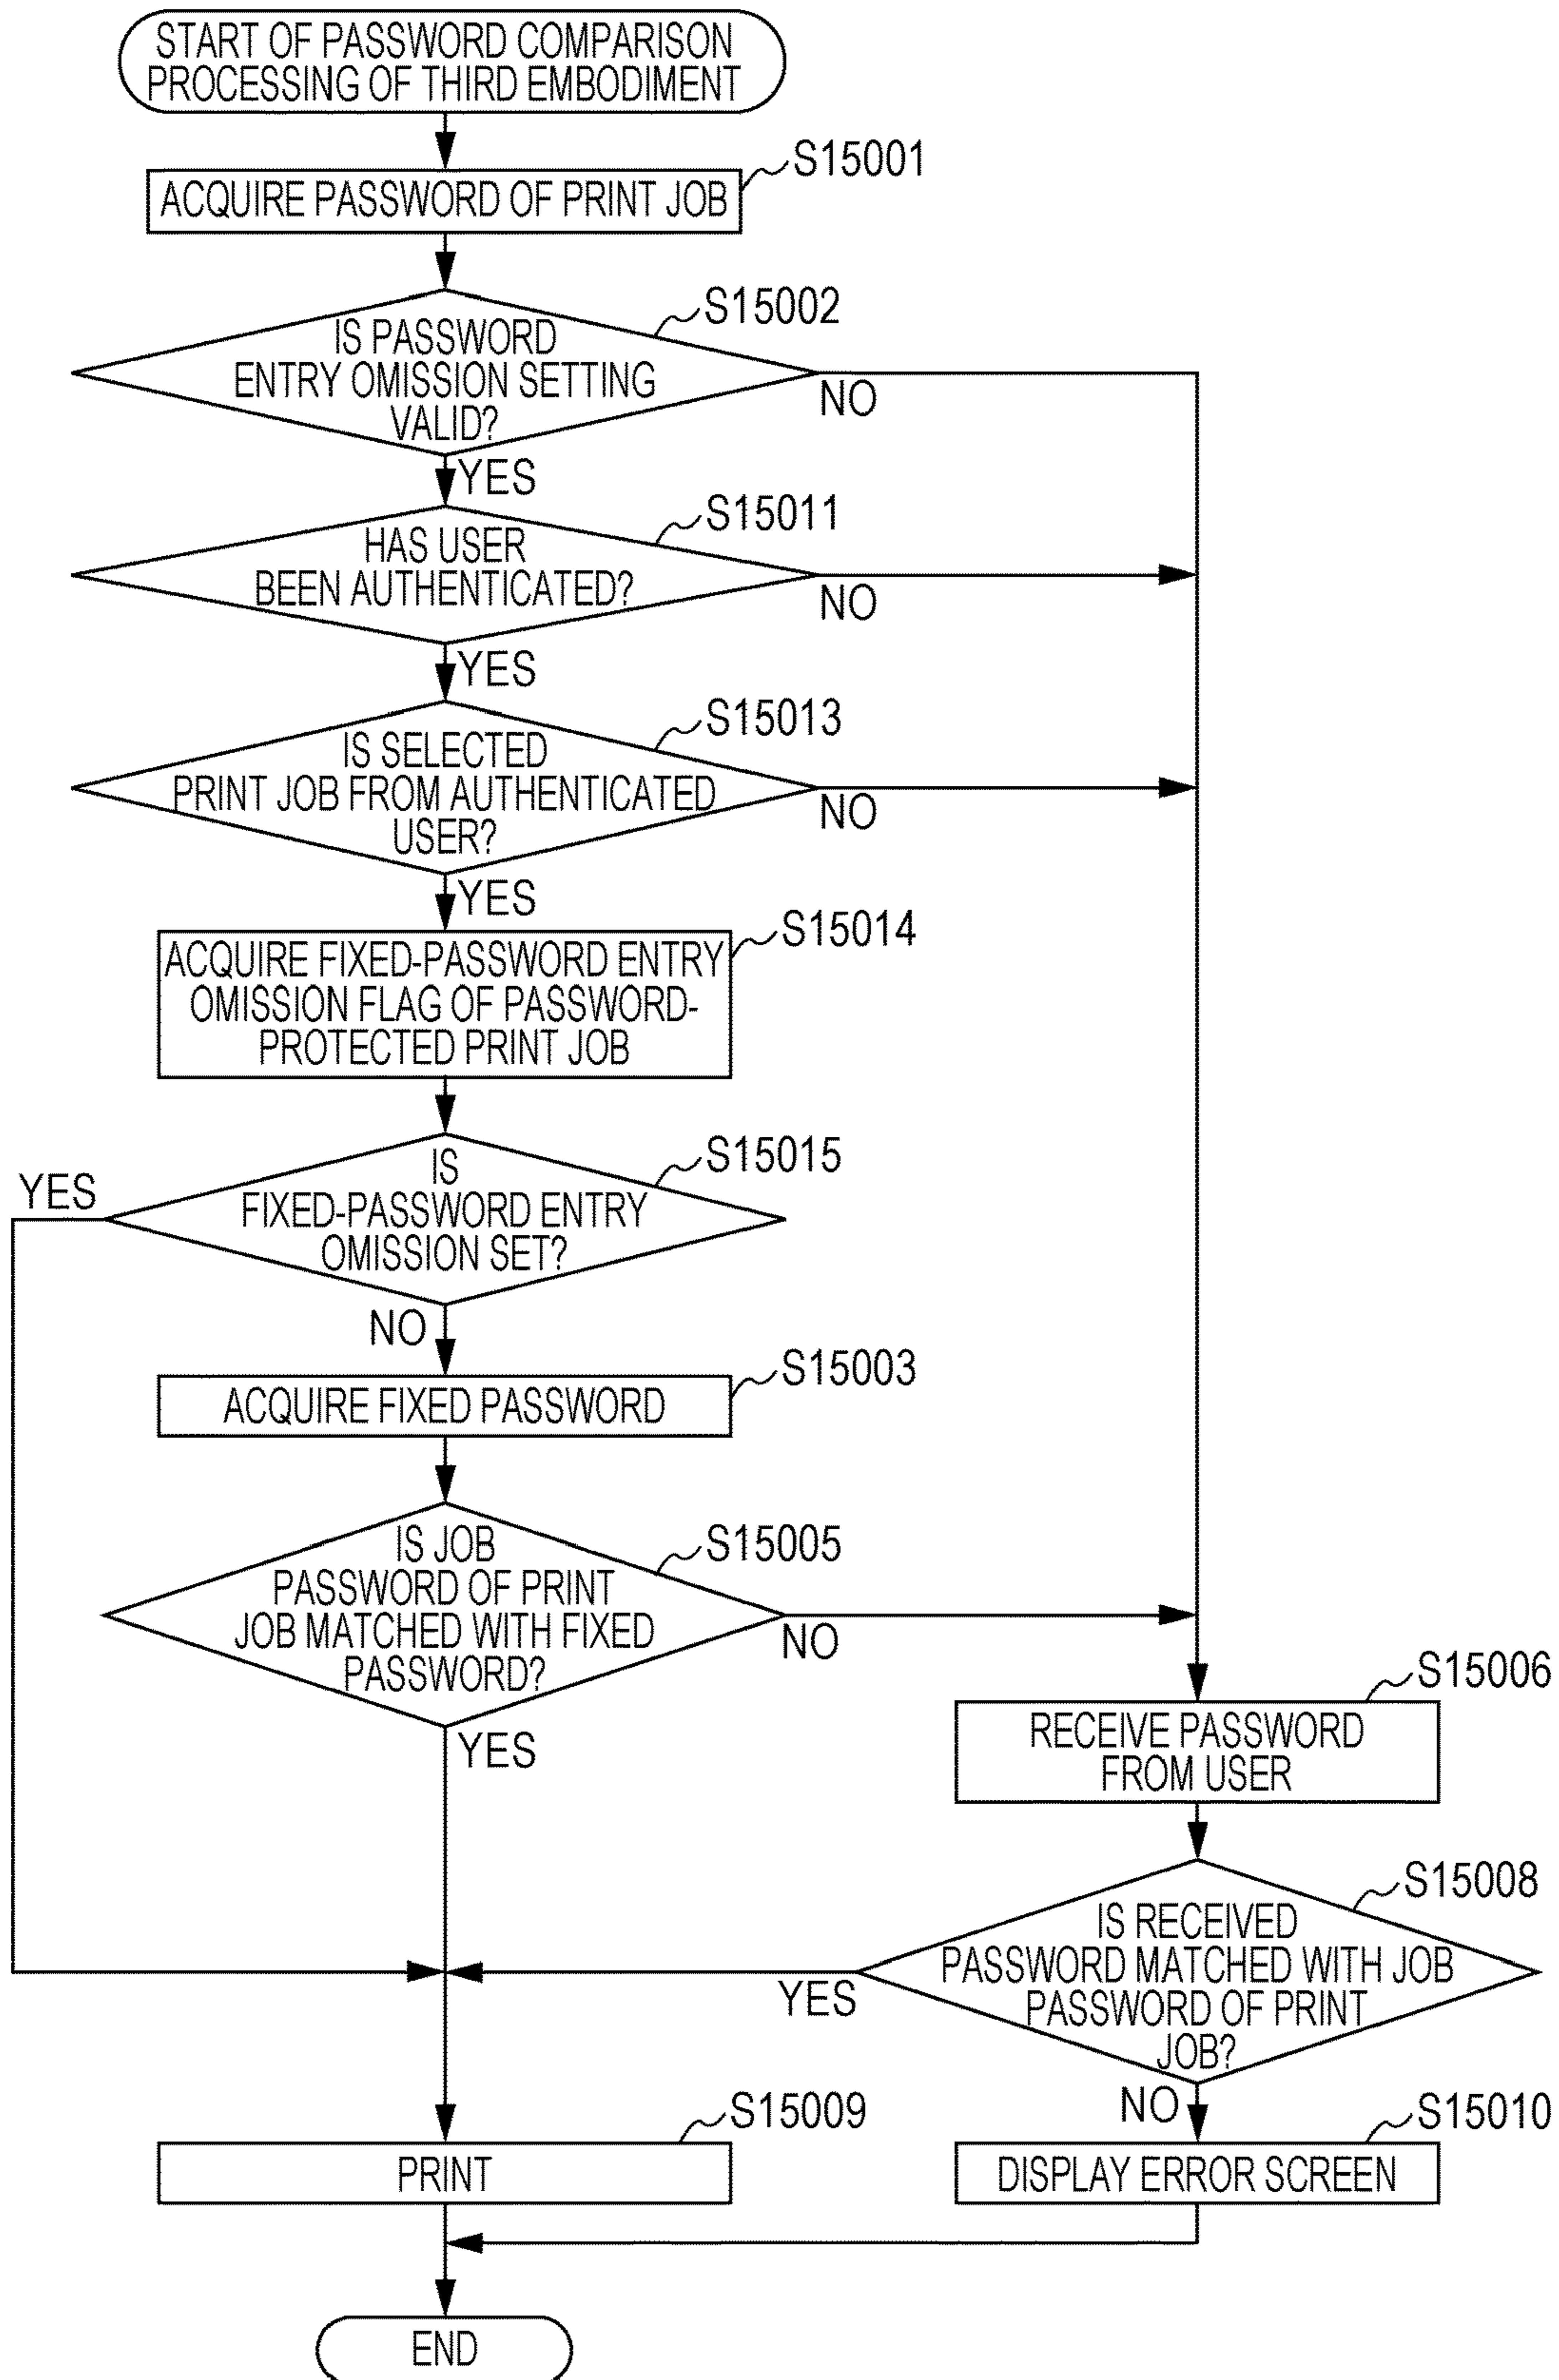 START OF PASSWORD COMPARISON
PROCESSING OF THIRD EMBODIMENT
S15001
ACQUIRE PASSWORD OF PRINT JOB
S15002
IS PASSWORD
ENTRY OMISSION SETTING
VALID?
NO
YES
S15011
HAS USER
BEEN AUTHENTICATED?
NO
YES
S15013
IS SELECTED
PRINT JOB FROM AUTHENTICATED
USER?
NO
YES
S15014
ACQUIRE FIXED-PASSWORD ENTRY
OMISSION FLAG OF PASSWORD-
PROTECTED PRINT JOB
S15015
IS
FIXED-PASSWORD ENTRY
OMISSION SET?
YES
NO
S15003
ACQUIRE FIXED PASSWORD
S15005
IS JOB
PASSWORD OF PRINT
JOB MATCHED WITH FIXED
PASSWORD?
NO
YES
S15006
RECEIVE PASSWORD
FROM USER
S15008
IS RECEIVED
PASSWORD MATCHED WITH JOB
PASSWORD OF PRINT
JOB?
YES
NO
S15009
PRINT
S15010
DISPLAY ERROR SCREEN
END